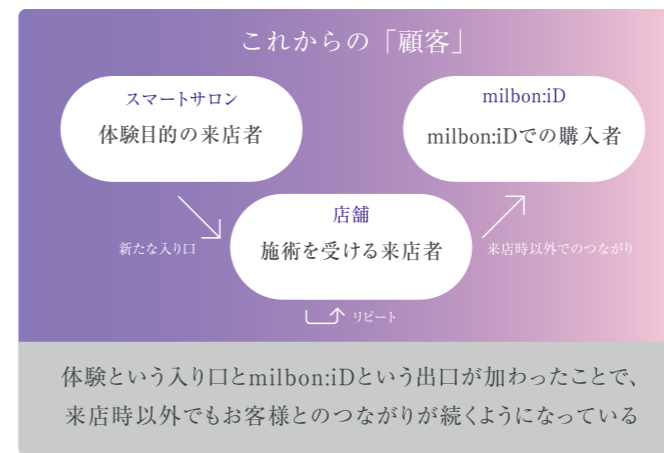 これからの「顧客」
スマートサロン
体験目的の来店者
milbon:iD
milbon:iDでの購入者
新たな入り口
店舗
施術を受ける来店者
来店時以外でのつながり
リピート
体験という入り口とmilbon:iDという出口が加わったことで、
来店時以外でもお客様とのつながりが続くようになっている